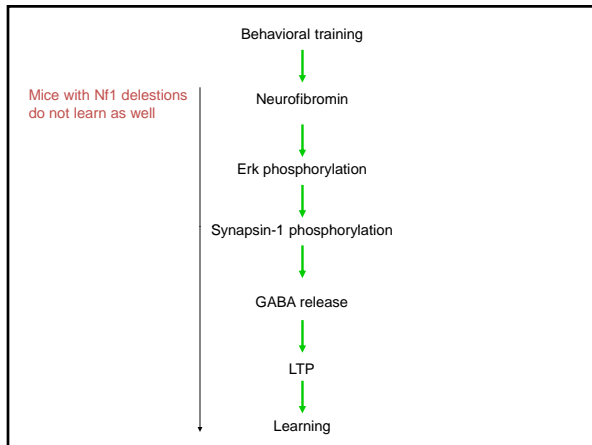 Behavioral training
Mice with Nf1 delestions
do not learn as well
Neurofibromin
Erk phosphorylation
Synapsin-1 phosphorylation
GABA release
LTP
Learning